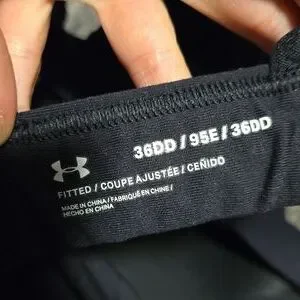 36DD / 95E / 36DD
FITTED / COUPE AJUSTÉE / CEÑIDO
MADE IN CHINA / FABRIQUÉ EN CHINE /
HECHO EN CHINA